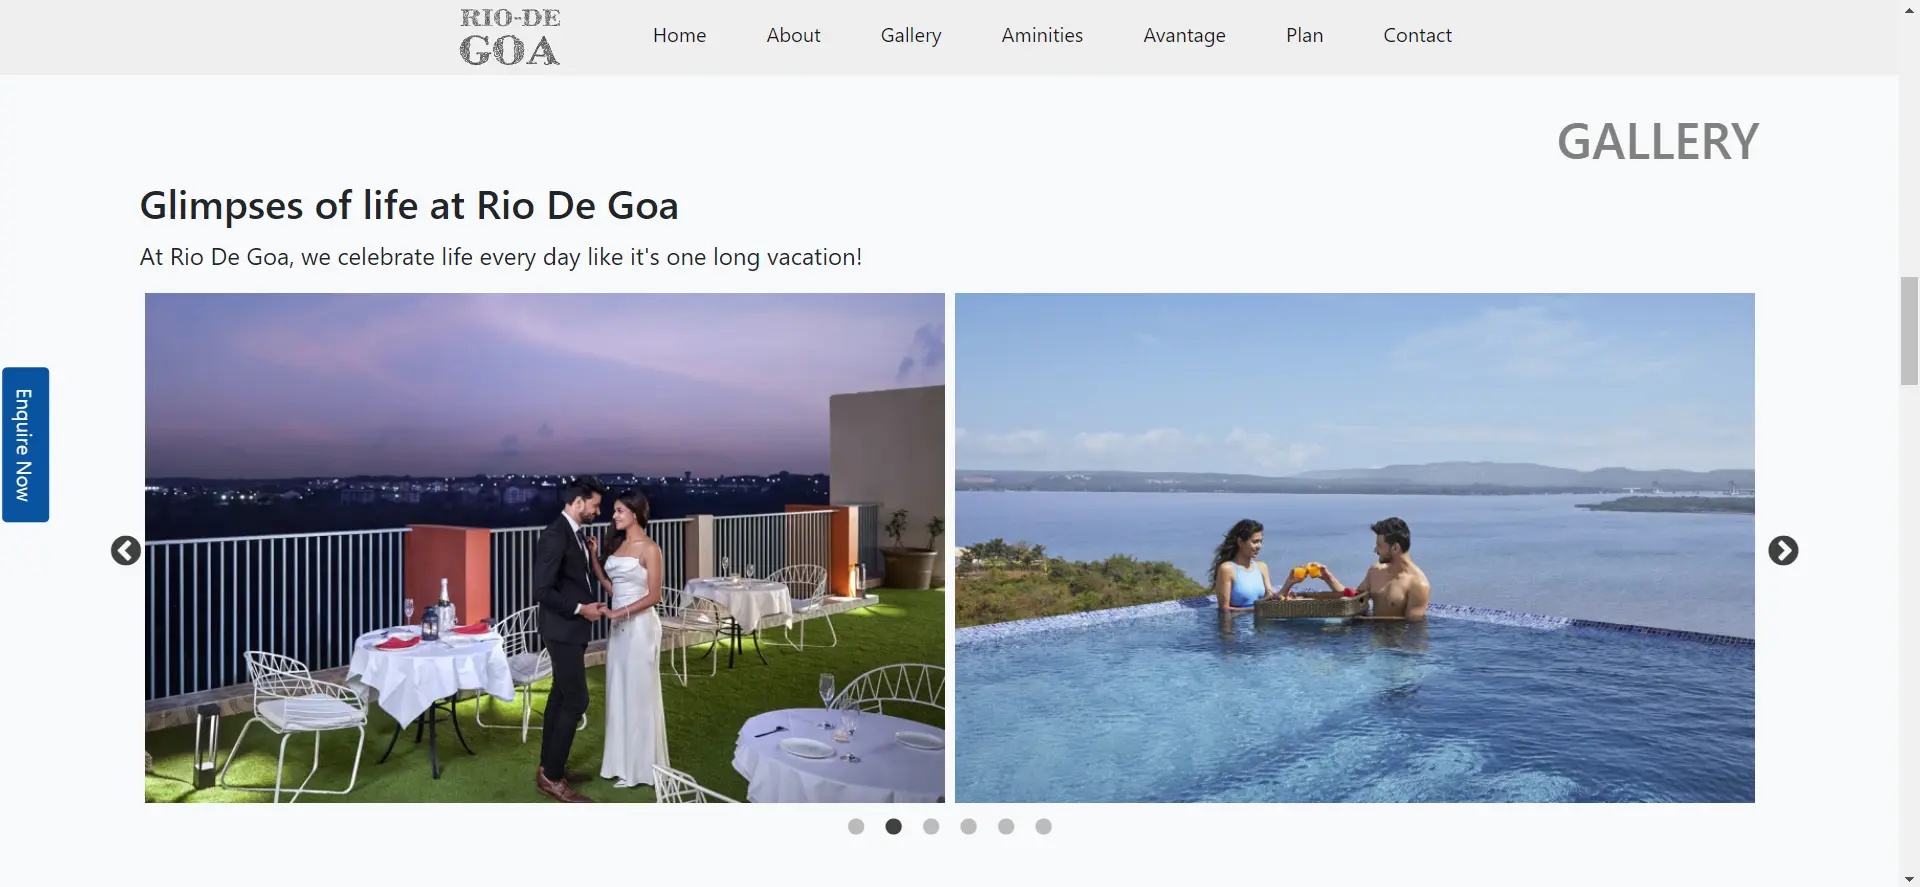 RIO-DE
GOA
Home
About
Gallery
Aminities
Avantage
Plan
Contact
GALLERY
Glimpses of life at Rio De Goa
At Rio De Goa, we celebrate life every day like it's one long vacation!
Enquire Now